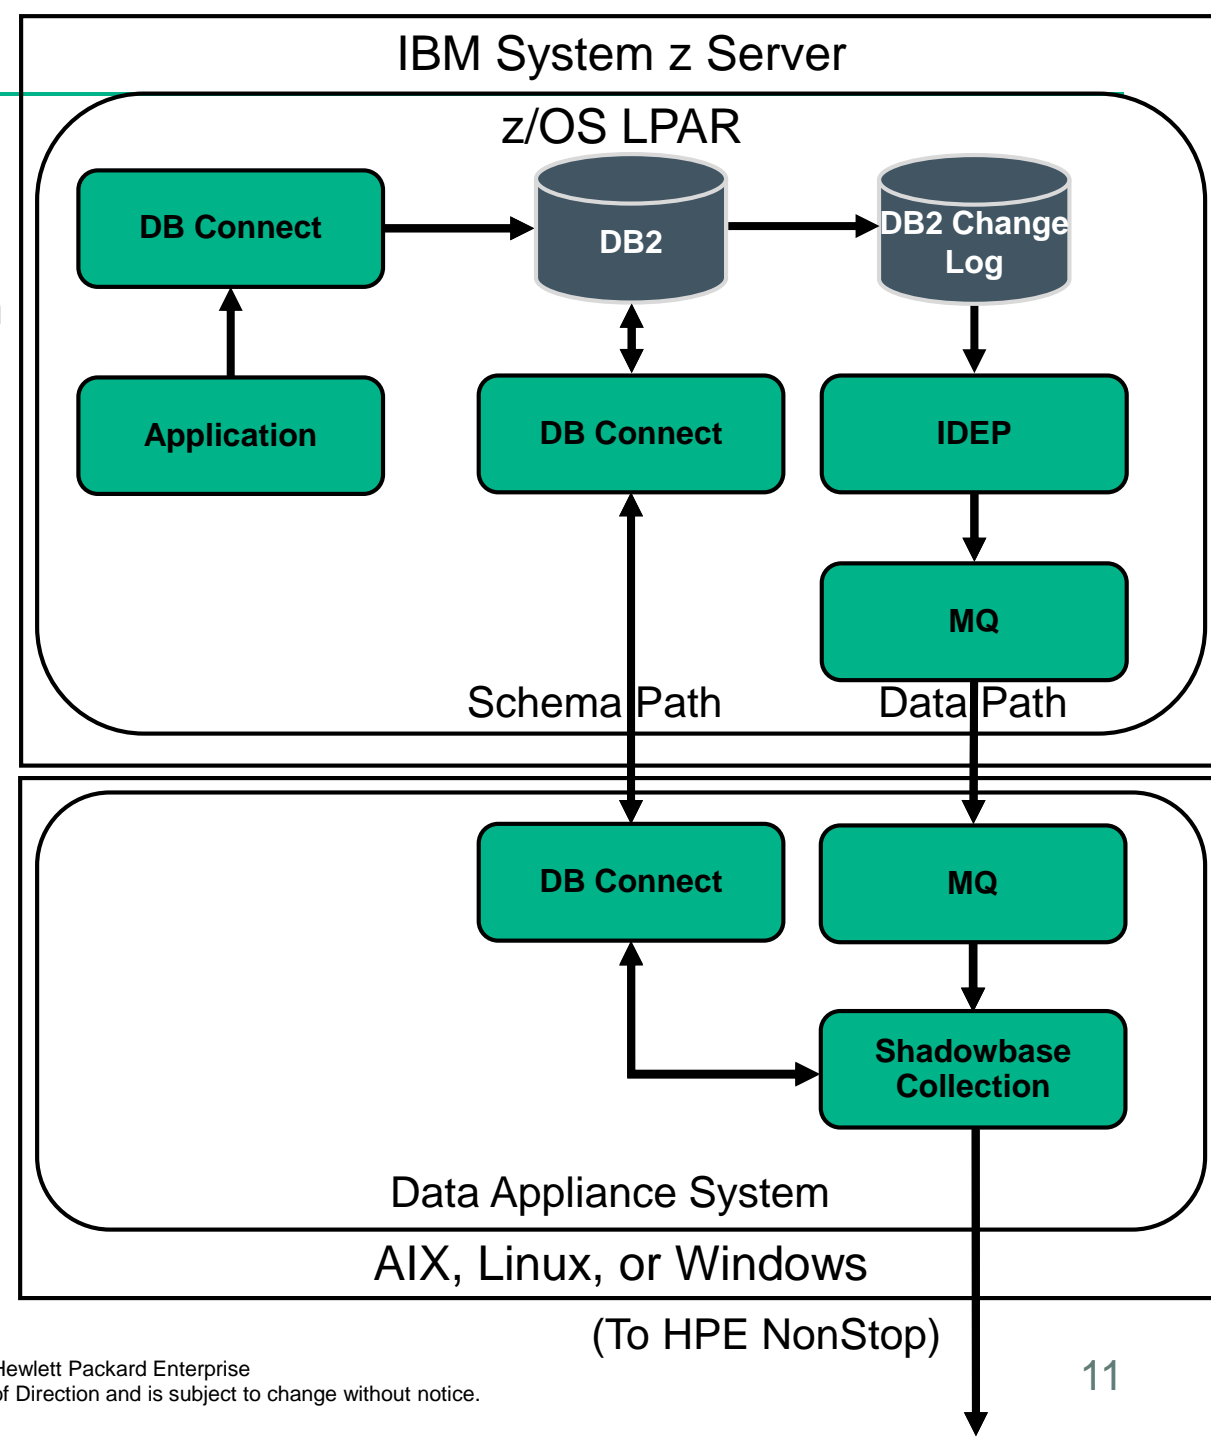 IBM System z Server
z/OS LPAR
DB Connect
DB2
DB2 Change
Log
Application
DB Connect
IDEP
MQ
Schema Path
Data Path
DB Connect
MQ
Shadowbase
Collection
Data Appliance System
AIX, Linux, or Windows
(To HPE NonStop)
Hewlett Packard Enterprise
of Direction and is subject to change without notice.
11